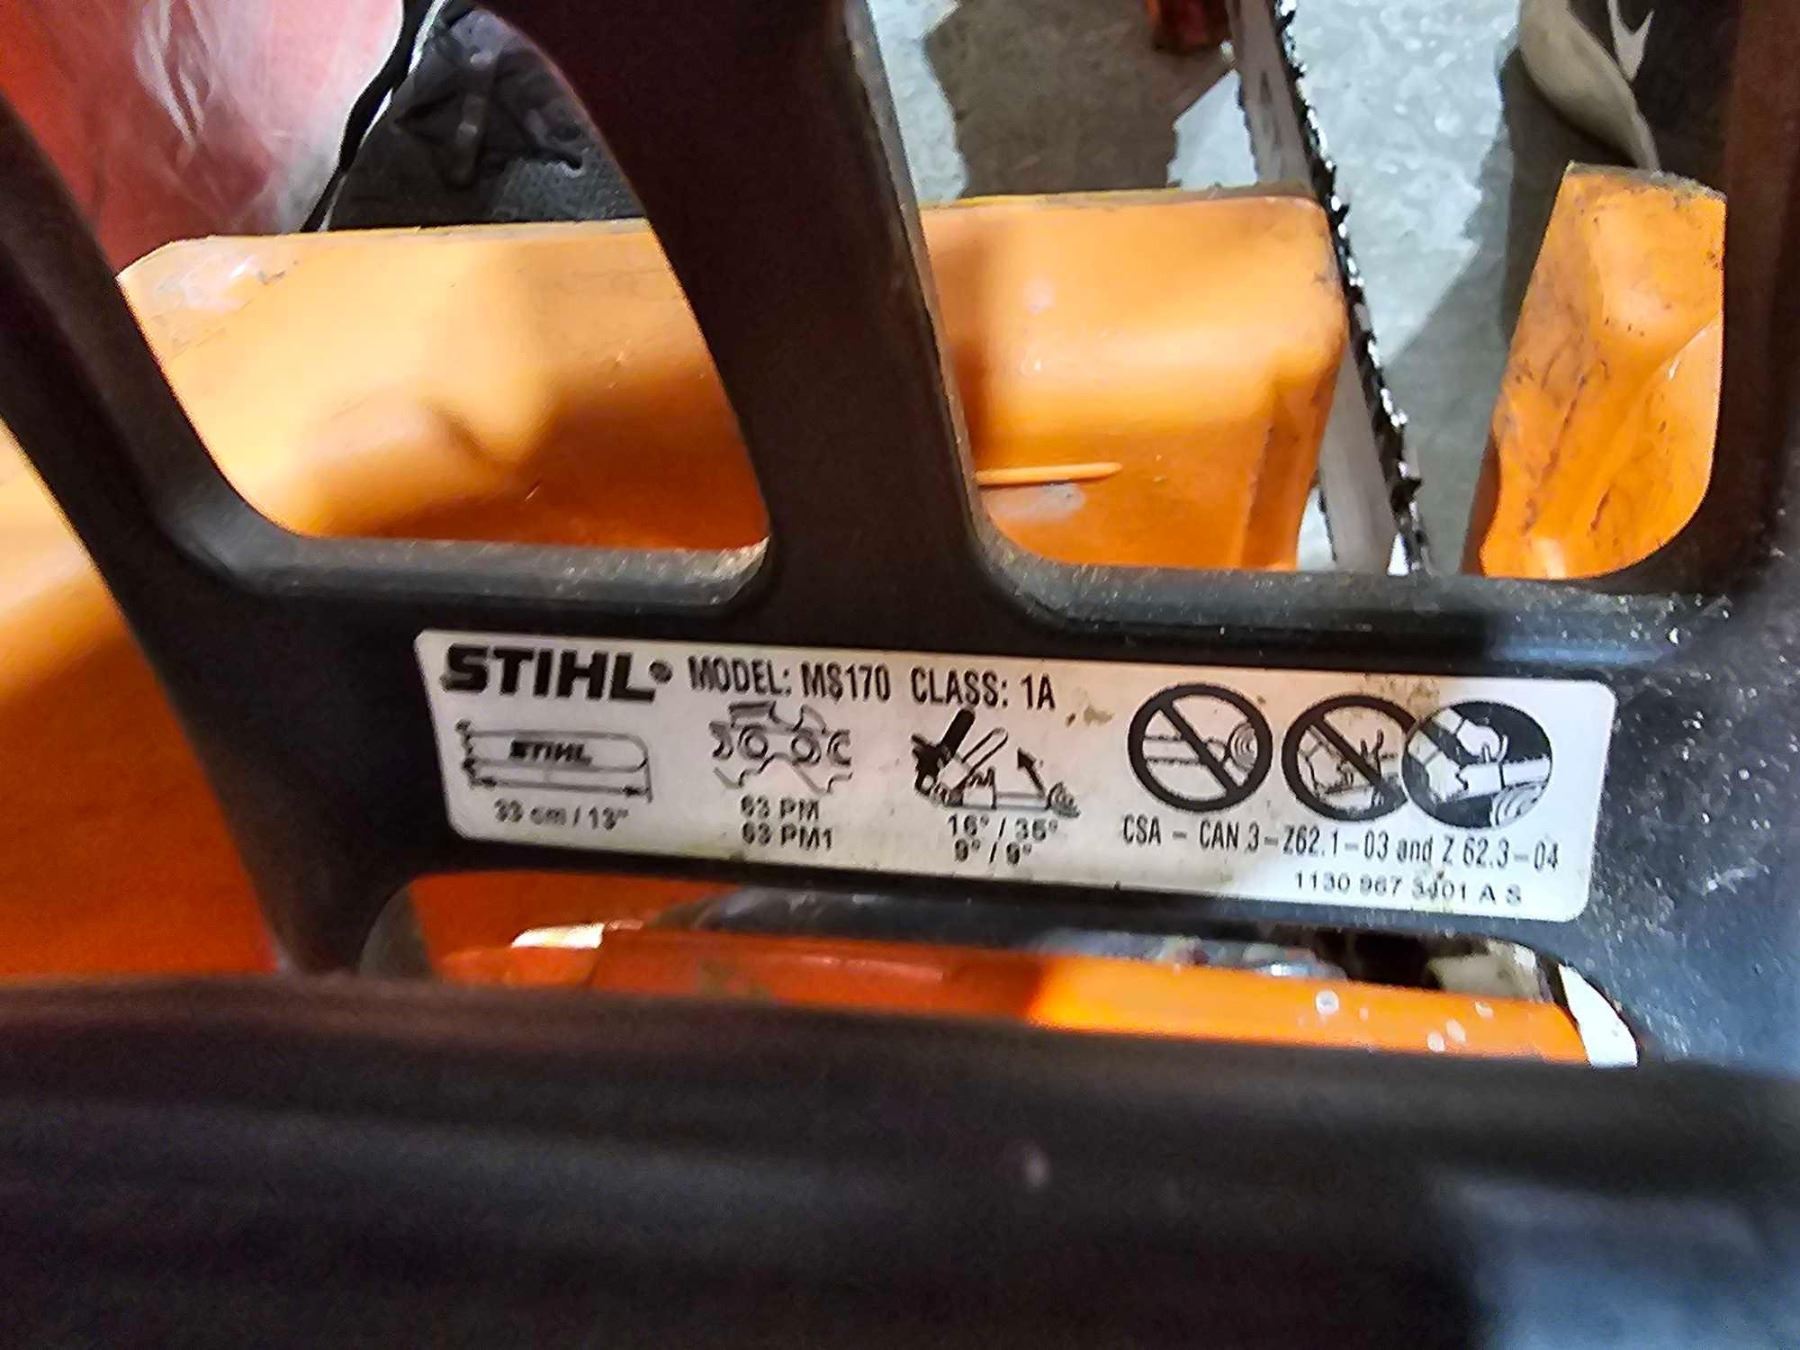 STIHL® MODEL: MS170 CLASS: 1A
STIHL
33 cm / 13"
63 PM
63 PM1
16° / 35°
9° / 9°
CSA - CAN 3-Z62.1-03 and Z 62.3-04
1130 967 3401 A S